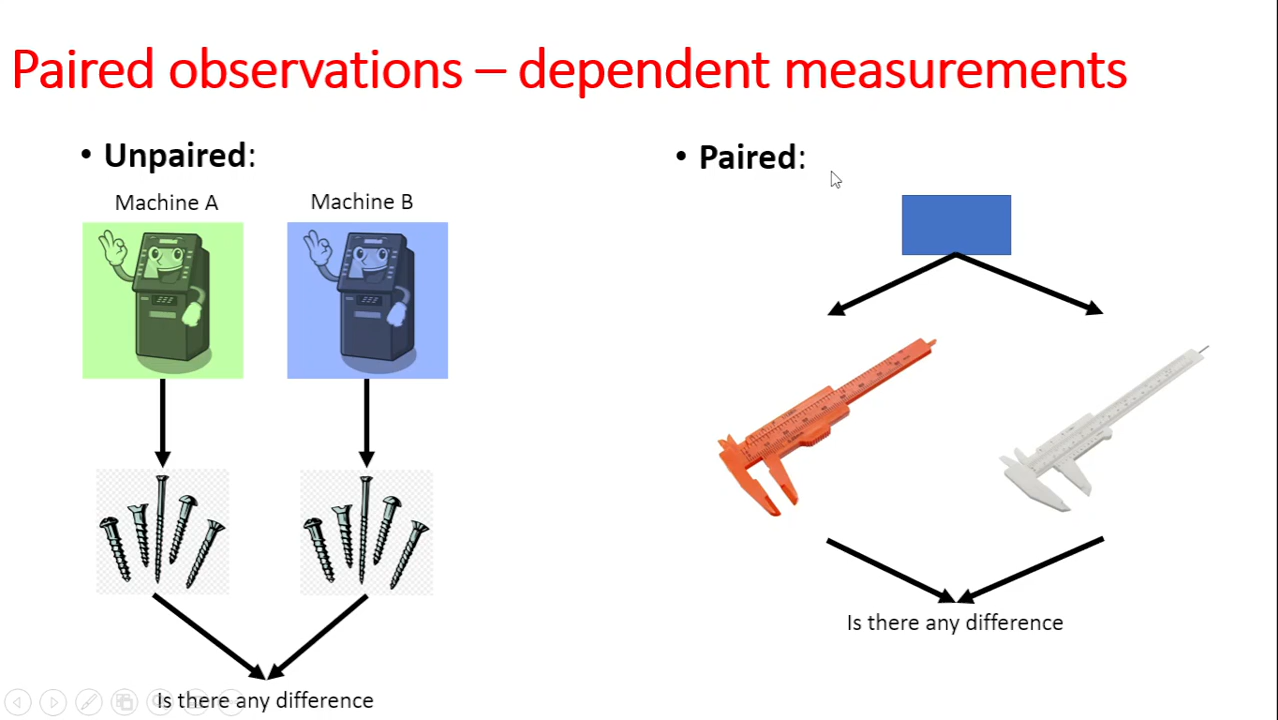 Paired observations – dependent measurements
• Unpaired:
Machine A
Machine B
Is there any difference
• Paired:
Is there any difference